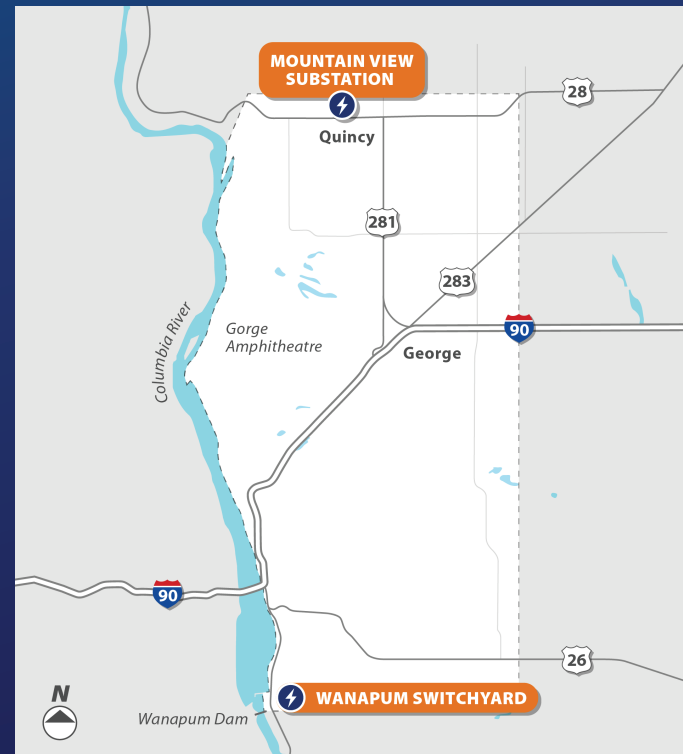 MOUNTAIN VIEW
SUBSTATION
28
Quincy
281
283
Columbia River
Gorge
Amphitheatre
90
George
90
26
N
WANAPUM SWITCHYARD
Wanapum Dam